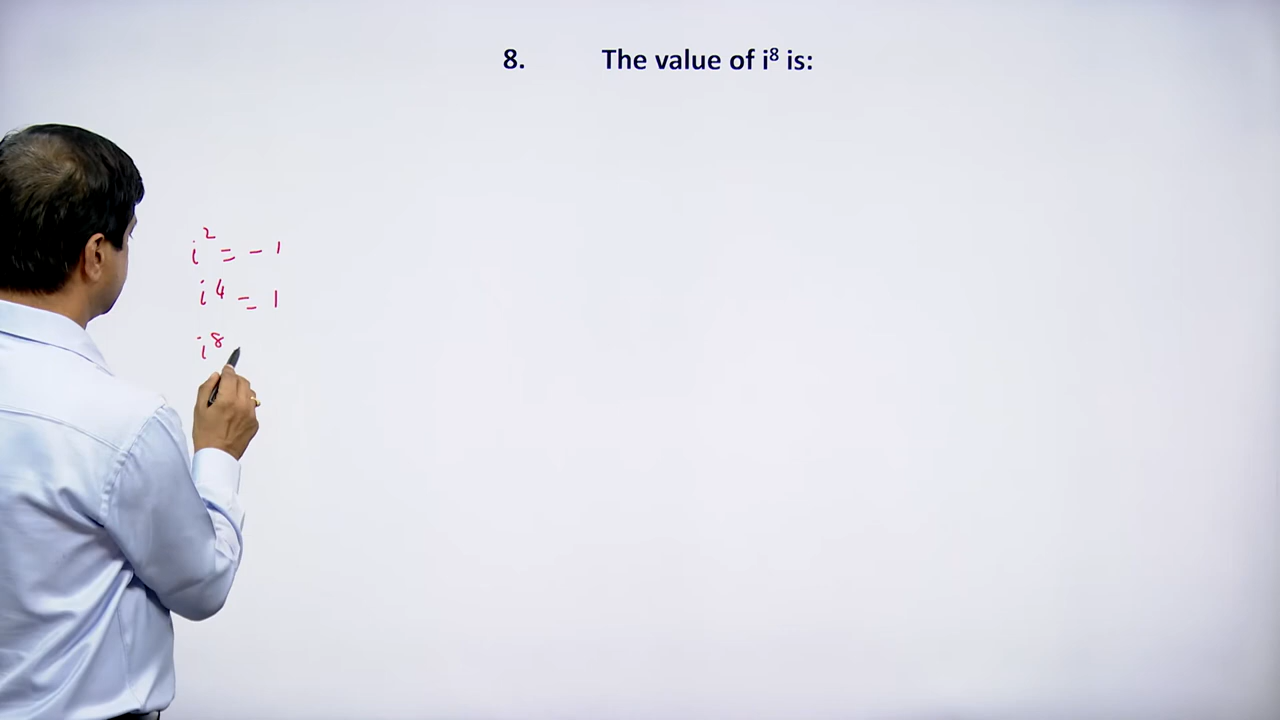 8. The value of i⁸ is:
i² = -1
i⁴ = 1
i⁸